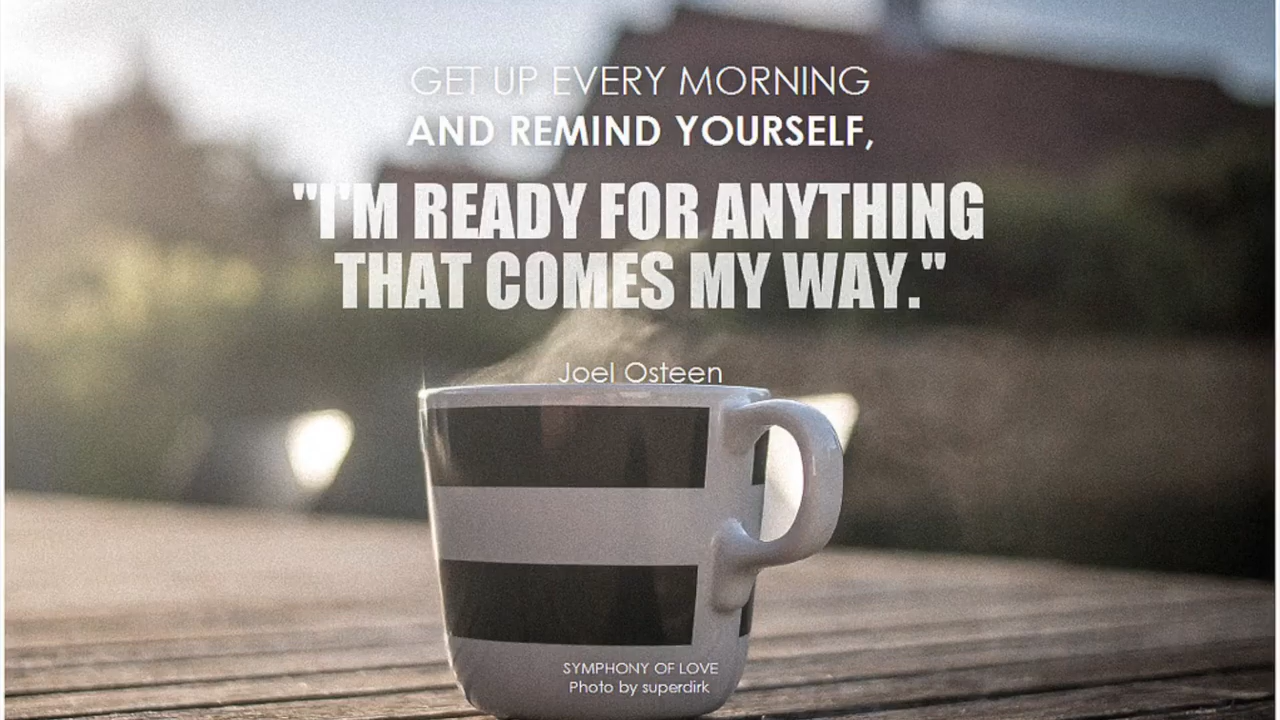 GET UP EVERY MORNING
AND REMIND YOURSELF,
"I'M READY FOR ANYTHING
THAT COMES MY WAY."
Joel Osteen
SYMPHONY OF LOVE
Photo by superdirk